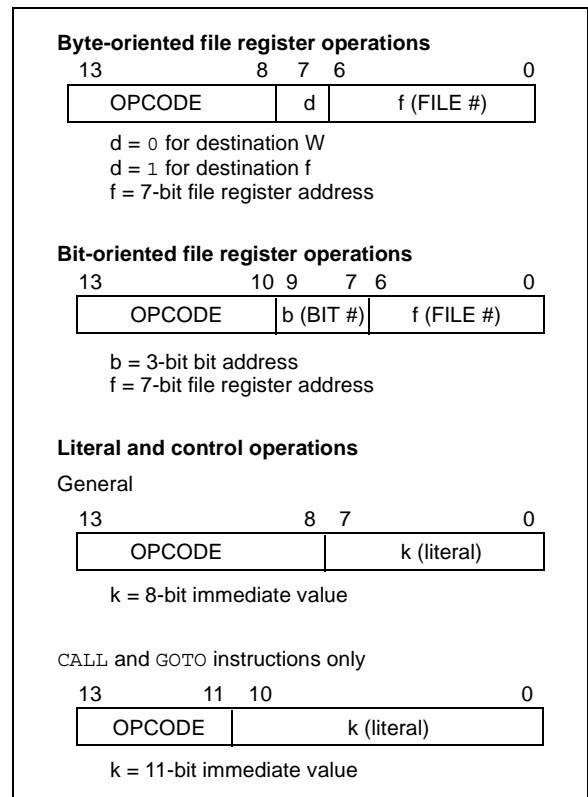 Byte-oriented file register operations
13 8 7 6 0
OPCODE d f (FILE #)
d = 0 for destination W
d = 1 for destination f
f = 7-bit file register address
Bit-oriented file register operations
13 10 9 7 6 0
OPCODE b (BIT #) f (FILE #)
b = 3-bit bit address
f = 7-bit file register address
Literal and control operations
General
13 8 7 0
OPCODE k (literal)
k = 8-bit immediate value
CALL and GOTO instructions only
13 11 10 0
OPCODE k (literal)
k = 11-bit immediate value